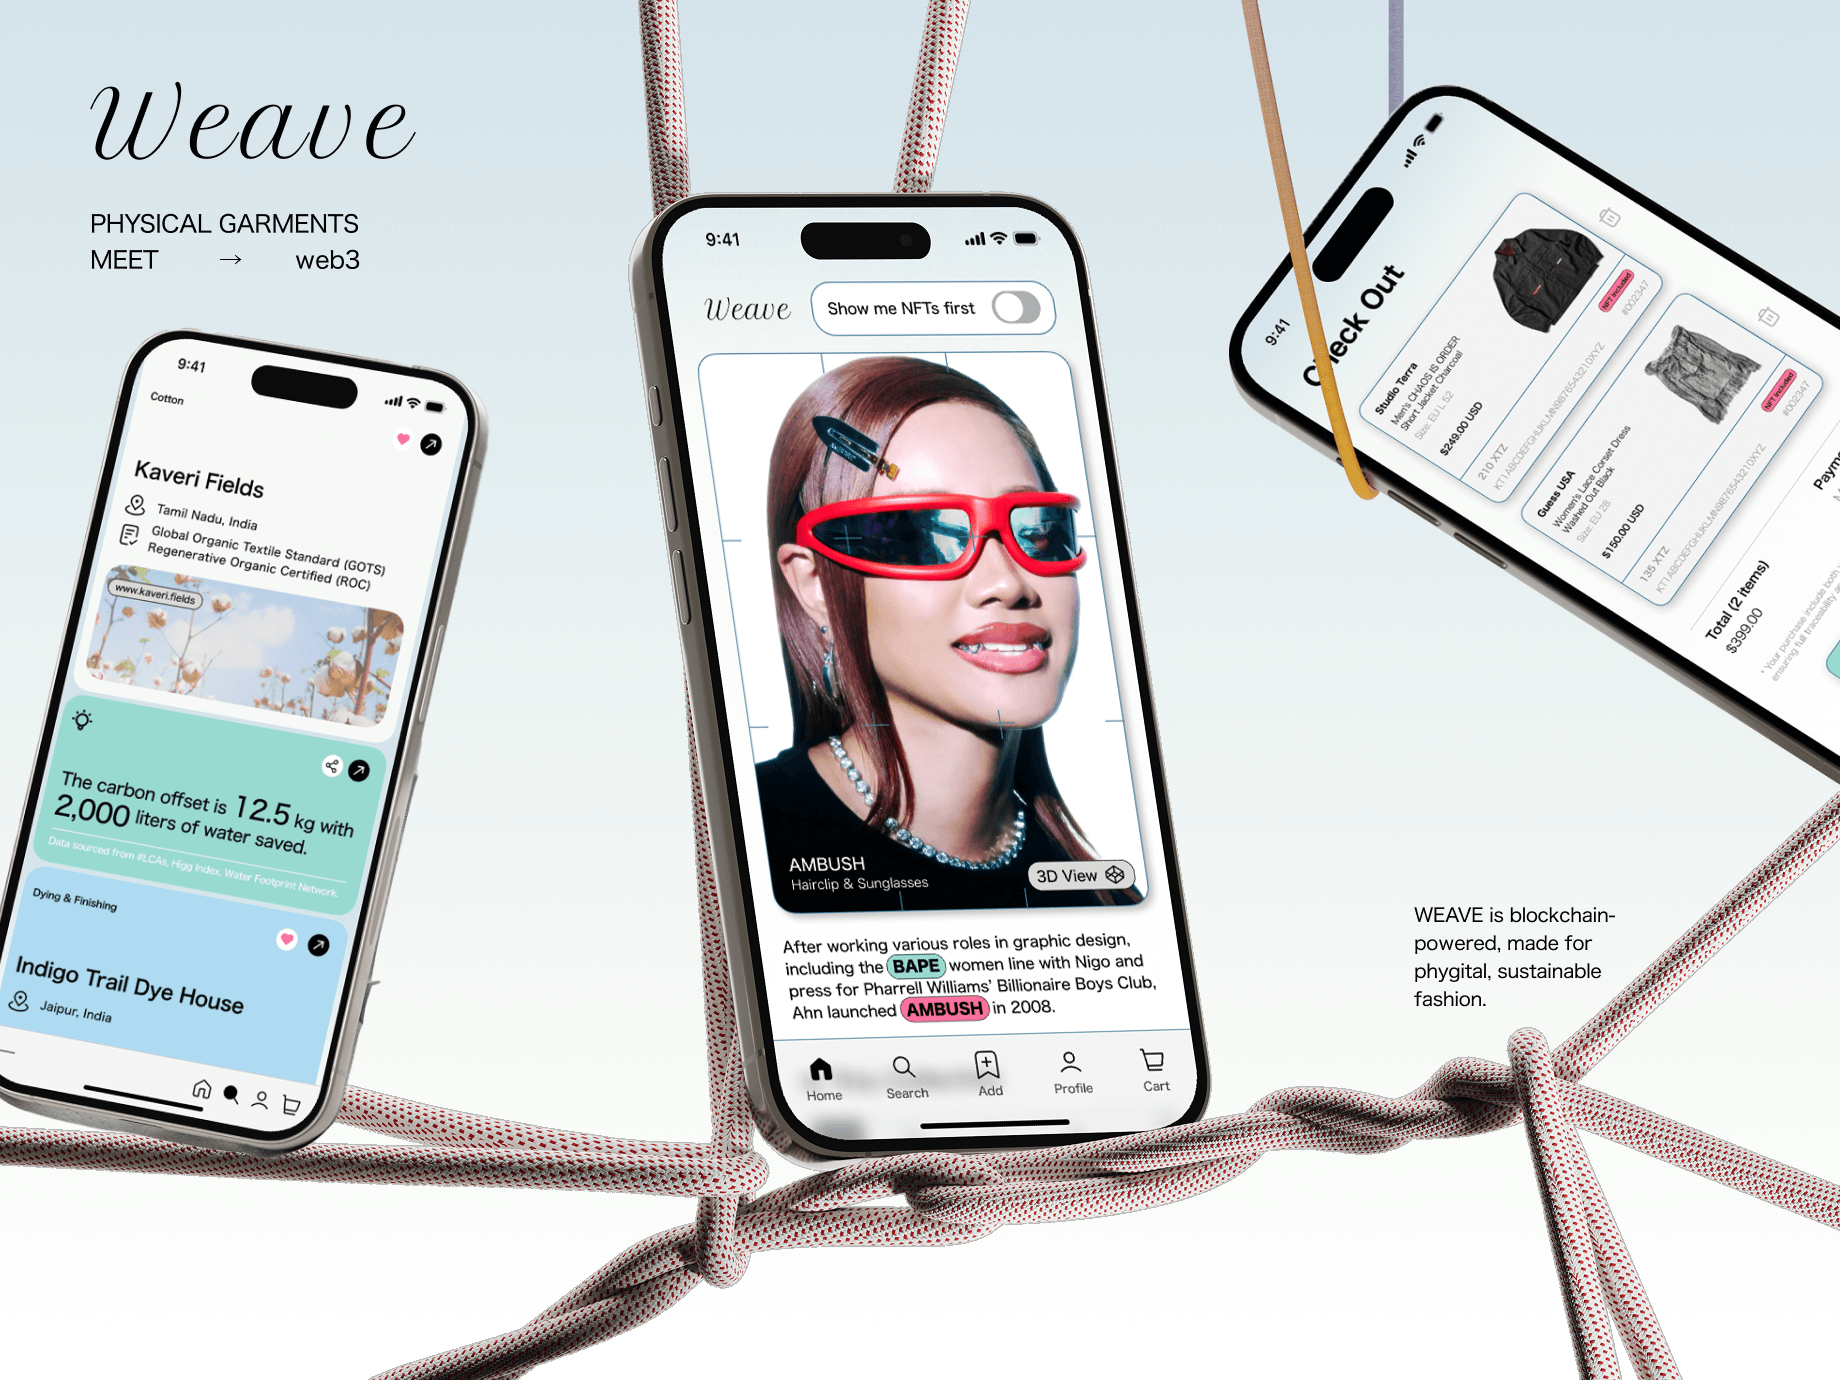 Weave
PHYSICAL GARMENTS
MEET → web3
9:41
Cotton
Kaveri Fields
Tamil Nadu, India
Global Organic Textile Standard (GOTS)
Regenerative Organic Certified (ROC)
www.kaveri.fields
The carbon offset is 12.5 kg with
2,000 liters of water saved.
Data sourced from #LCAs, Higg Index, Water Footprint Network.
Dying & Finishing
Indigo Trail Dye House
Jaipur, India
9:41
Weave
Show me NFTs first
AMBUSH
Hairclip & Sunglasses
3D View
After working various roles in graphic design,
including the BAPE women line with Nigo and
press for Pharrell Williams' Billionaire Boys Club,
Ahn launched AMBUSH in 2008.
Home
Search
Add
Profile
Cart
9:41
Check Out
Studio Terra
Men's CHAOS IS ORDER
Short Jacket Charcoal
Size: EU L 52
$249.00 USD
NFT Included
#002347
210 XTZ
KT1ABCDEFGHIJKLMN9876543210XYZ
Guess USA
Women's Lace Corset Dress
Washed Out Black
Size: EU 28
$150.00 USD
NFT Included
#002347
135 XTZ
KT1ABCDEFGHIJKLMN9876543210XYZ
Total (2 items)
$399.00
* Your purchase include both
ensuring full traceability
WEAVE is blockchain-
powered, made for
phygital, sustainable
fashion.